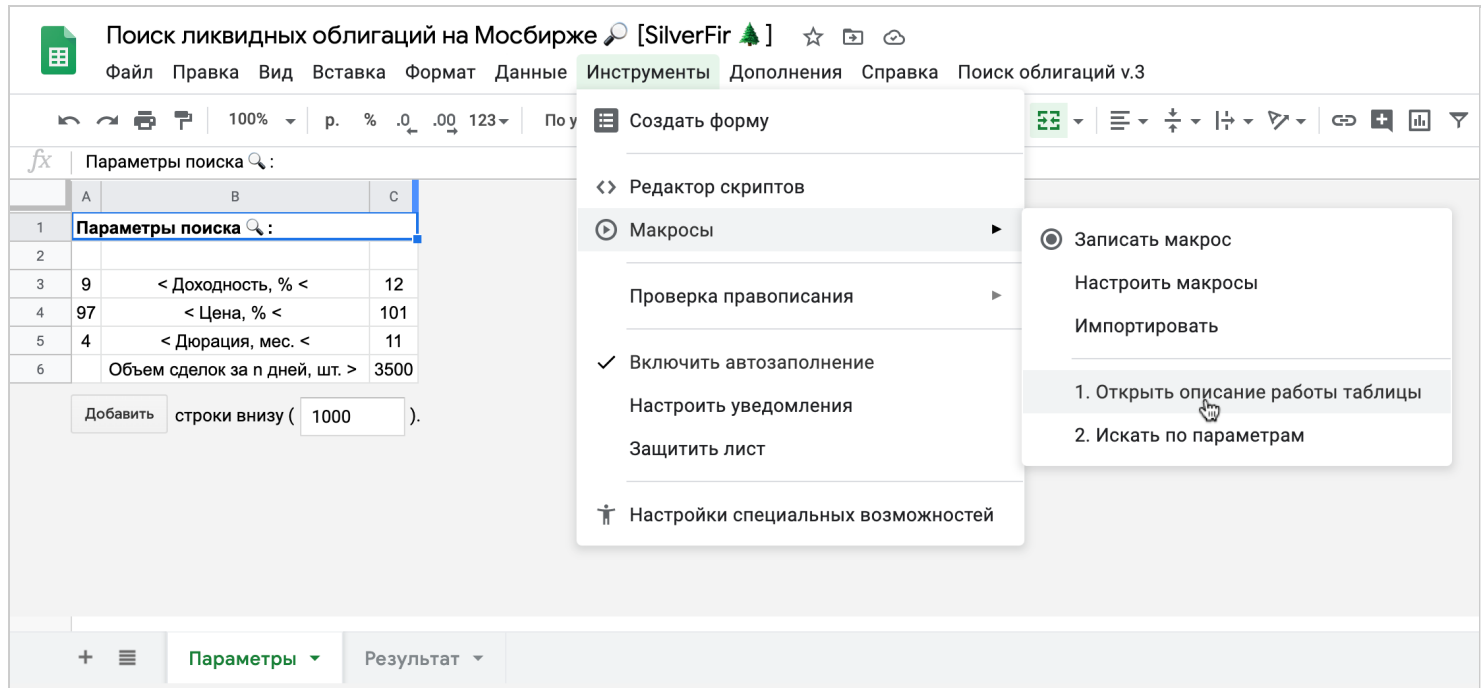 Поиск ликвидных облигаций на Мосбирже 🔎 [SilverFir 🌲]
Файл Правка Вид Вставка Формат Данные Инструменты Дополнения Справка Поиск облигаций v.3
100% р. % .0 .00 123 По у
fx Параметры поиска 🔍 :
A B C
1 Параметры поиска 🔍 :
2
3 9 < Доходность, % < 12
4 97 < Цена, % < 101
5 4 < Дюрация, мес. < 11
6 Объем сделок за n дней, шт. > 3500
Добавить строки внизу ( 1000 ).
Создать форму
Редактор скриптов
Макросы
Проверка правописания
Включить автозаполнение
Настроить уведомления
Защитить лист
Настройки специальных возможностей
Записать макрос
Настроить макросы
Импортировать
1. Открыть описание работы таблицы
2. Искать по параметрам
Параметры Результат